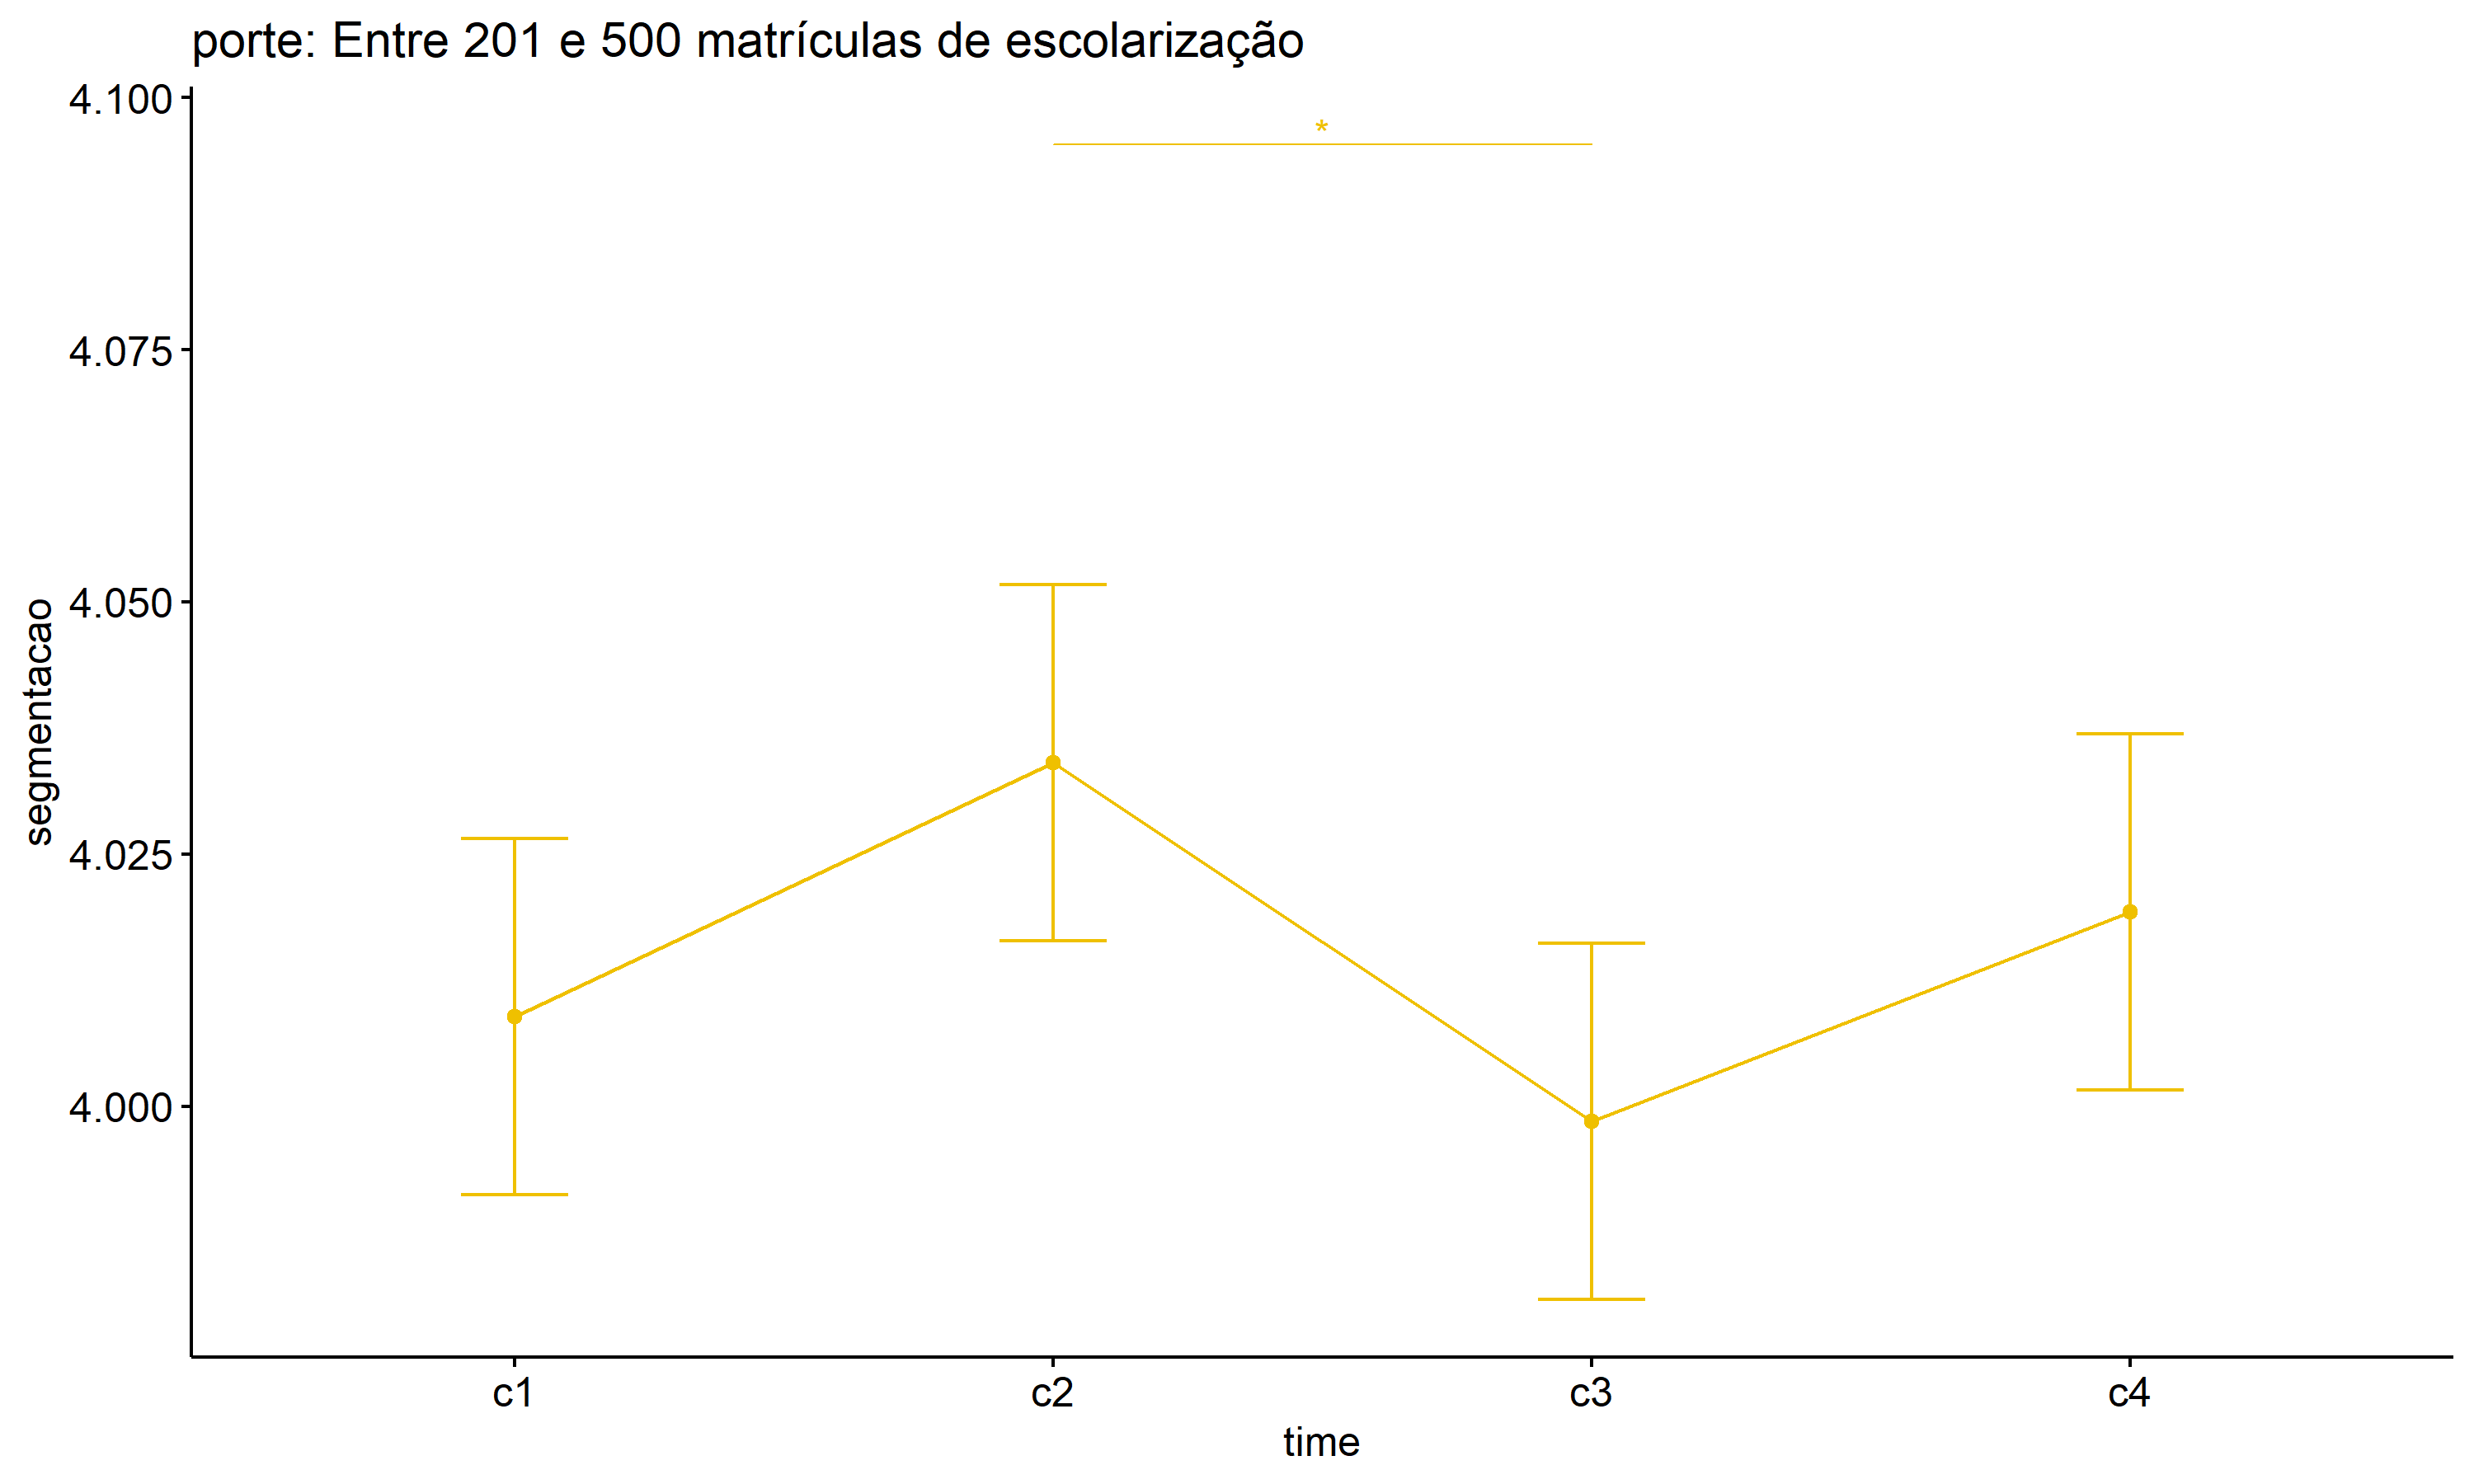 porte: Entre 201 e 500 matrículas de escolarização
4.100
4.075
4.050
4.025
4.000
segmentacao
*
c1
c2
c3
c4
time